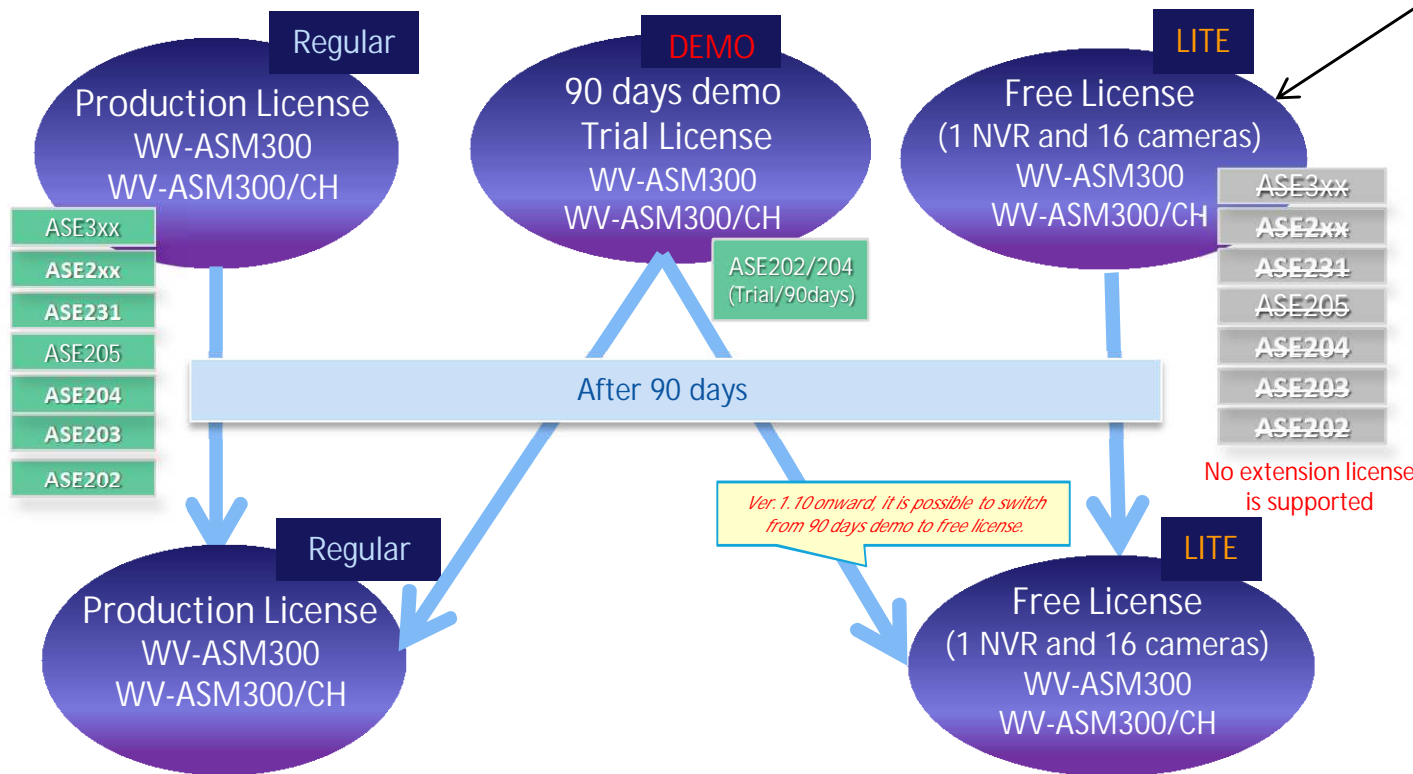 Regular
Production License
WV-ASM300
WV-ASM300/CH
ASE3xx
ASE2xx
ASE231
ASE205
ASE204
ASE203
ASE202
DEMO
90 days demo
Trial License
WV-ASM300
WV-ASM300/CH
ASE202/204
(Trial/90days)
LITE
Free License
(1 NVR and 16 cameras)
WV-ASM300
WV-ASM300/CH
ASE3xx
ASE2xx
ASE231
ASE205
ASE204
ASE203
ASE202
No extension license
is supported
After 90 days
Ver.1.10 onward, it is possible to switch
from 90 days demo to free license.
Regular
Production License
WV-ASM300
WV-ASM300/CH
LITE
Free License
(1 NVR and 16 cameras)
WV-ASM300
WV-ASM300/CH